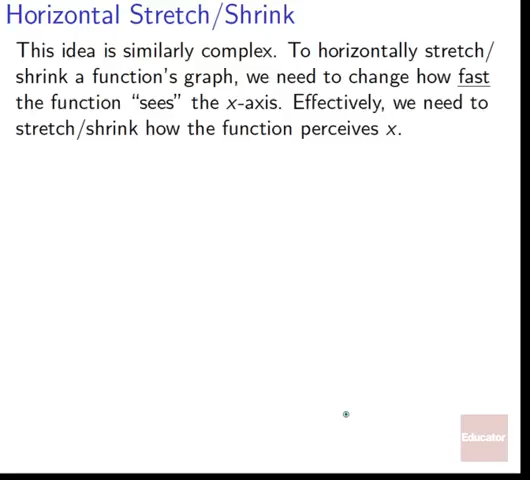 Horizontal Stretch/Shrink
This idea is similarly complex. To horizontally stretch/
shrink a function's graph, we need to change how fast
the function “sees” the x-axis. Effectively, we need to
stretch/shrink how the function perceives x.
Educator